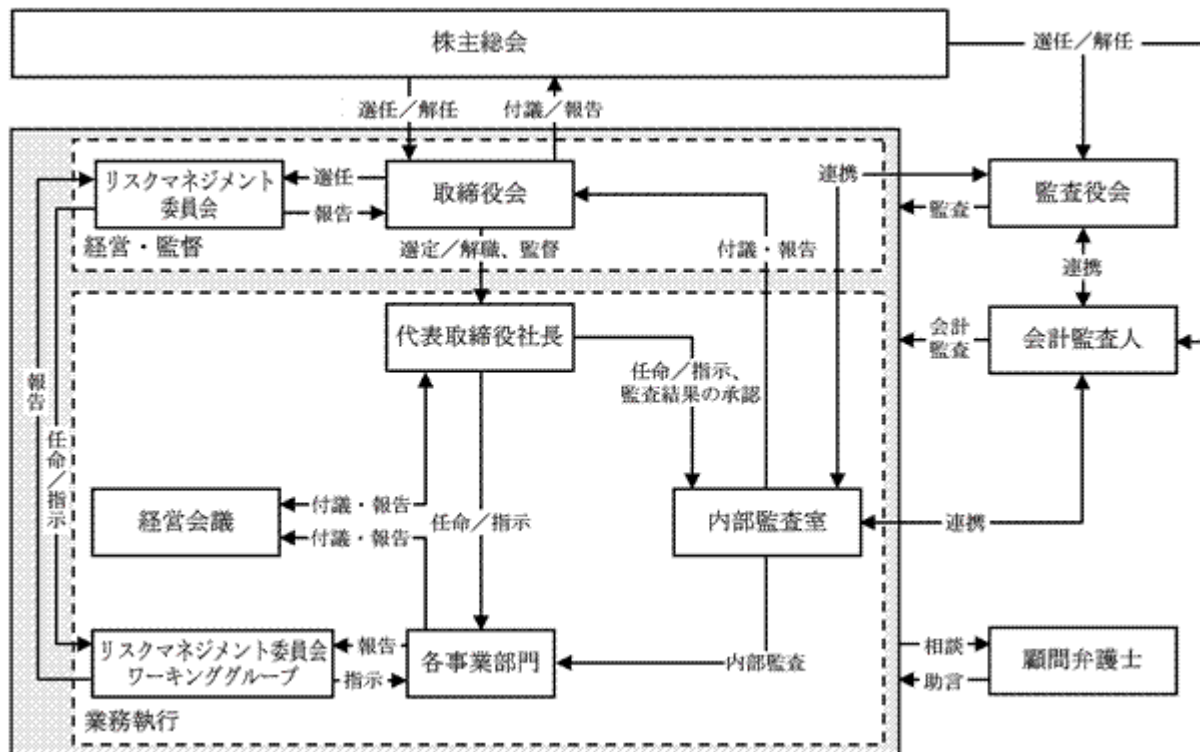 株主総会
選任／解任
選任／解任
付議／報告
リスクマネジメント
委員会
選任
報告
取締役会
連携
監査役会
監査
経営・監督
選定／解職、監督
付議・報告
連携
代表取締役社長
会計
監査
会計監査人
任命／指示、
監査結果の承認
報告
任命／指示
経営会議
付議・報告
付議・報告
任命／指示
内部監査室
連携
リスクマネジメント委員会
ワーキンググループ
報告
指示
各事業部門
内部監査
相談
助言
顧問弁護士
業務執行